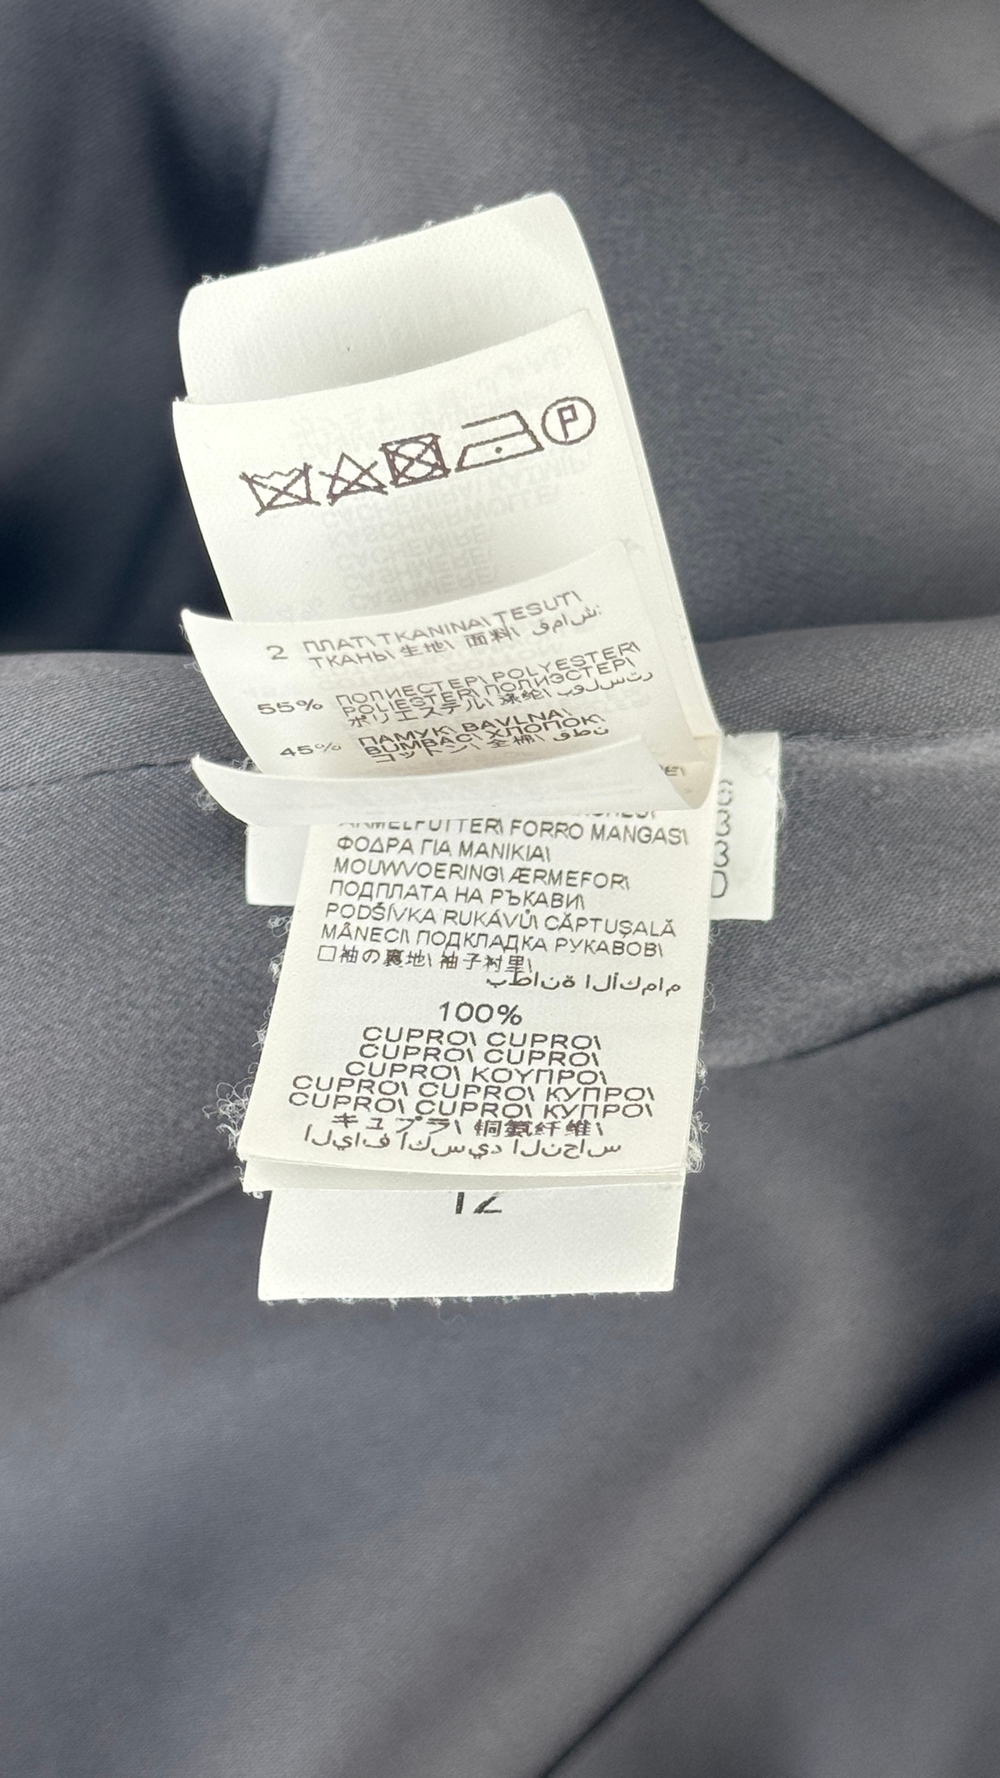 P
2 ПЛАТ\ TKANINA\ TESUT\
ТКАНЬ\ 生地\ 面料\ قماش:
55% ПОЛИЕСТЕР\ POLYESTER\
POLIESTER\ ПОЛИЭСТЕР\
ポリエステル\ 涤纶\ بوليستر
45% ПАМУК\ BAVLNA\
BUMBAC\ ХЛОПОК\
コットン\ 全棉\ قطن
ÄRMELFUTTER\ FORRO MANGAS\
ΦΟΔΡΑ ΓΙΑ ΜΑΝΙΚΙΑ\
MOUWVOERING\ ÆRMEFOR\
ПОДПЛАТА НА РЪКАВИ\
PODŠÍVKA RUKÁVŮ\ CĂPTUŞALĂ
MÂNECI\ ПОДКЛАДКА РУКАВОВ\
口袖の裏地\ 袖子衬里\
بطانة الأكمام
100%
CUPRO\ CUPRO\
CUPRO\ CUPRO\
CUPRO\ ΚΟΥΠΡΟ\
CUPRO\ CUPRO\ КУПРО\
CUPRO\ CUPRO\ КУПРО\
キュプラ\ 铜氨纤维\
ألياف أكسيد النحاس
12